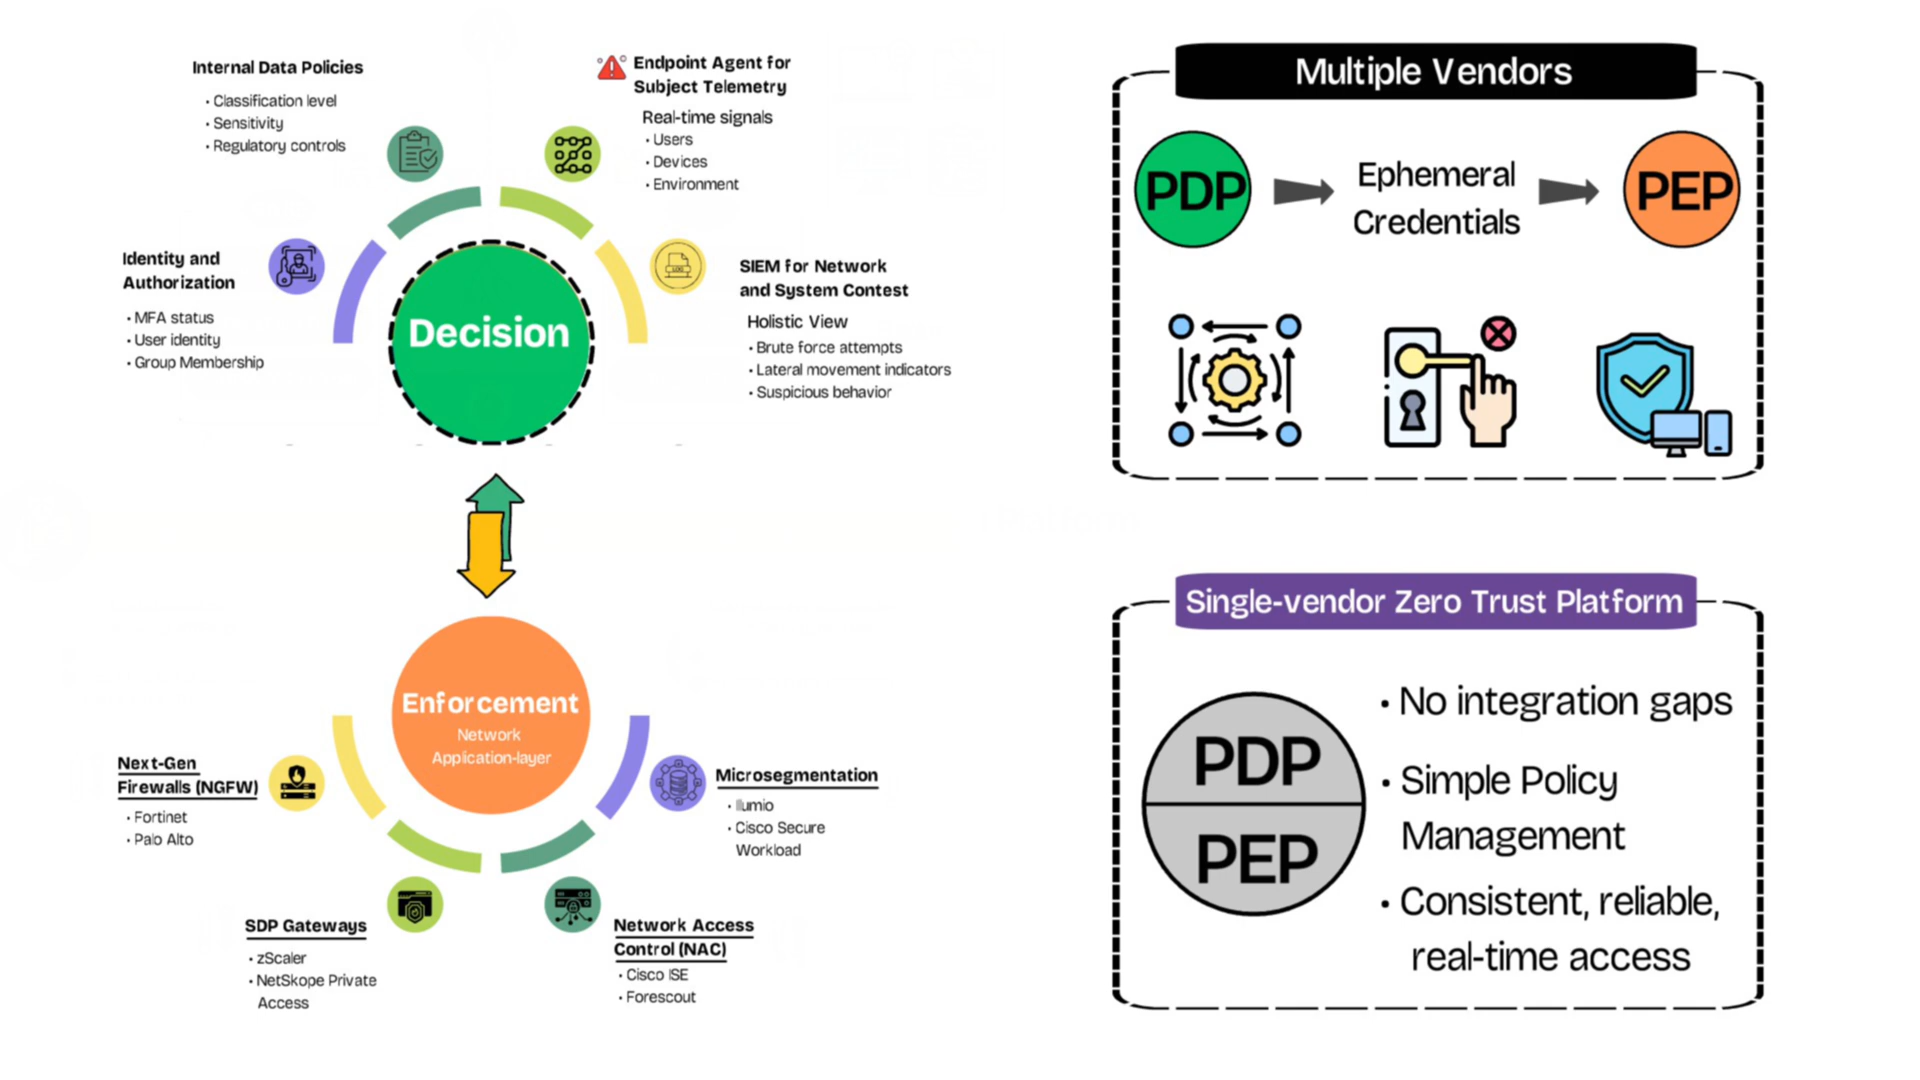 Internal Data Policies
• Classification level
• Sensitivity
• Regulatory controls
Endpoint Agent for
Subject Telemetry
Real-time signals
• Users
• Devices
• Environment
Identity and
Authorization
• MFA status
• User identity
• Group Membership
Decision
SIEM for Network
and System Contest
Holistic View
• Brute force attempts
• Lateral movement indicators
• Suspicious behavior
Enforcement
Network
Application-layer
Next-Gen
Firewalls (NGFW)
• Fortinet
• Palo Alto
SDP Gateways
• zScaler
• NetSkope Private
Access
Network Access
Control (NAC)
• Cisco ISE
• Forescout
Microsegmentation
• Ilumio
• Cisco Secure
Workload
Multiple Vendors
PDP
Ephemeral
Credentials
PEP
Single-vendor Zero Trust Platform
PDP
PEP
• No integration gaps
• Simple Policy
Management
• Consistent, reliable,
real-time access